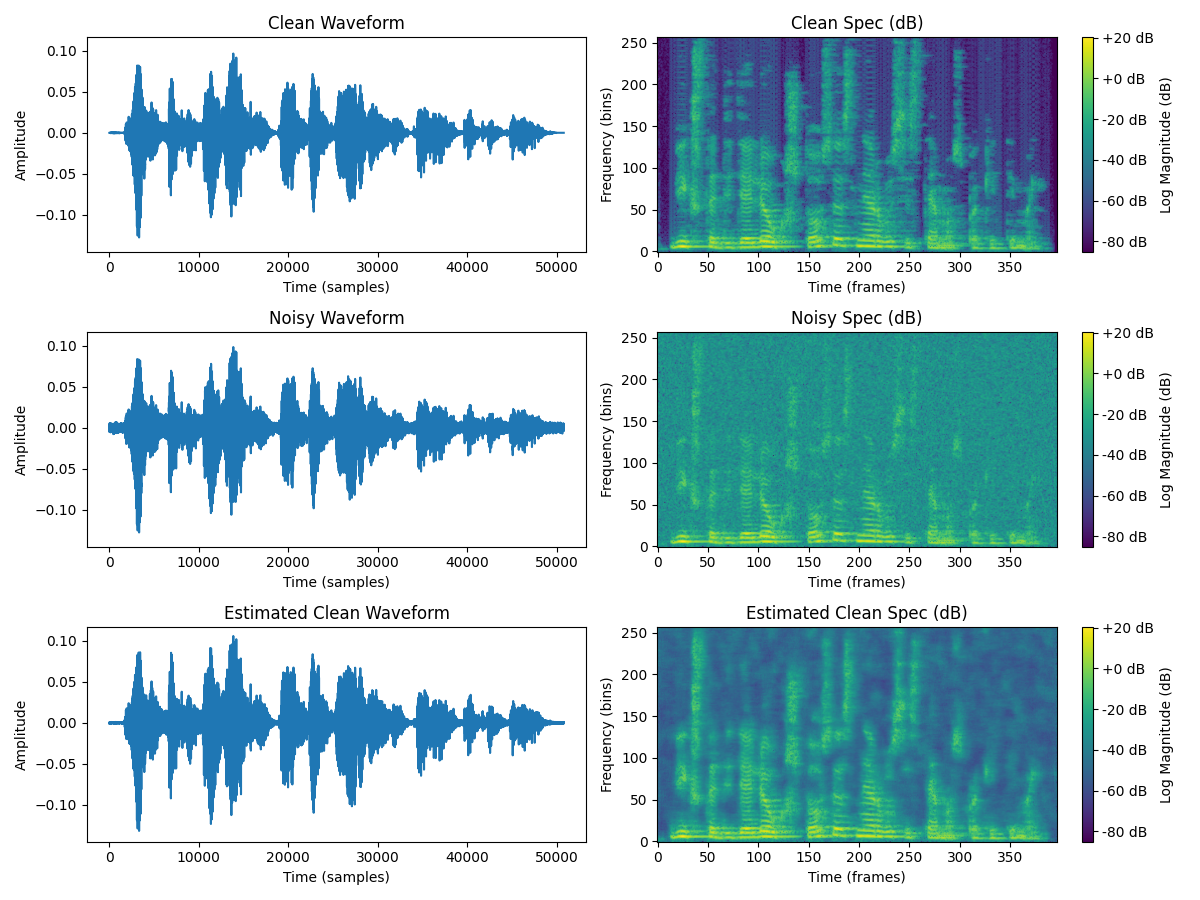 Clean Waveform
Clean Spec (dB)
Amplitude
0.10
0.05
0.00
−0.05
−0.10
0 10000 20000 30000 40000 50000
Time (samples)
Frequency (bins)
250
200
150
100
50
0
0 50 100 150 200 250 300 350
Time (frames)
+20 dB
+0 dB
-20 dB
-40 dB
-60 dB
-80 dB
Log Magnitude (dB)
Noisy Waveform
Noisy Spec (dB)
Amplitude
0.10
0.05
0.00
−0.05
−0.10
0 10000 20000 30000 40000 50000
Time (samples)
Frequency (bins)
250
200
150
100
50
0
0 50 100 150 200 250 300 350
Time (frames)
+20 dB
+0 dB
-20 dB
-40 dB
-60 dB
-80 dB
Log Magnitude (dB)
Estimated Clean Waveform
Estimated Clean Spec (dB)
Amplitude
0.10
0.05
0.00
−0.05
−0.10
0 10000 20000 30000 40000 50000
Time (samples)
Frequency (bins)
250
200
150
100
50
0
0 50 100 150 200 250 300 350
Time (frames)
+20 dB
+0 dB
-20 dB
-40 dB
-60 dB
-80 dB
Log Magnitude (dB)